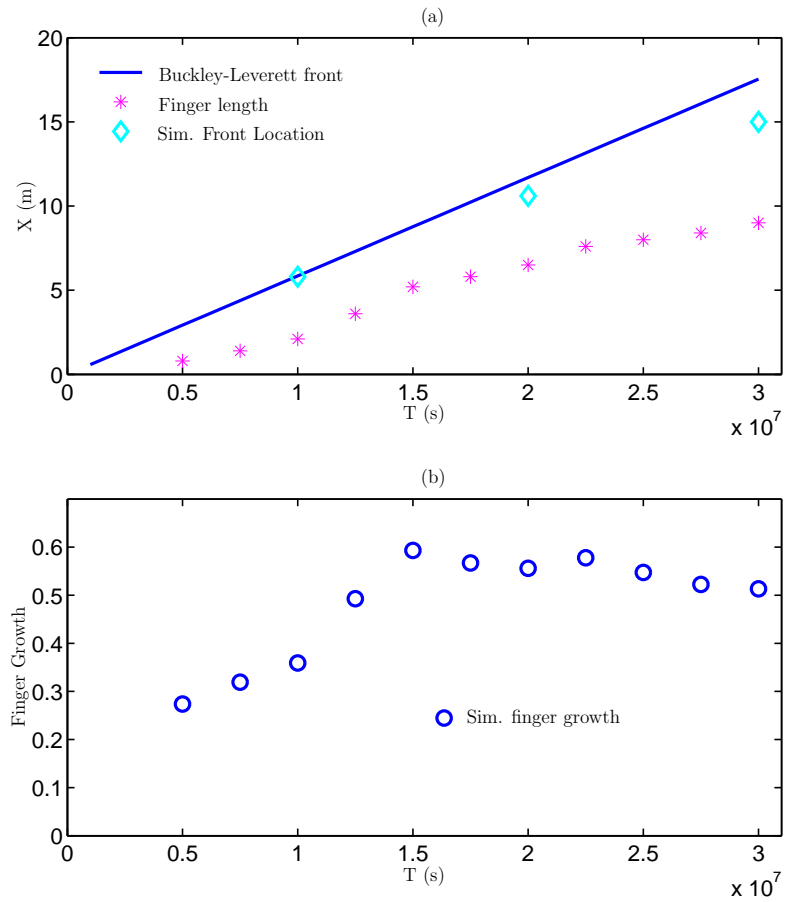 (a)
20
15
10
5
0
X (m)
Buckley-Leverett front
Finger length
Sim. Front Location
0 0.5 1 1.5 2 2.5 3
T (s)
x 10^7
(b)
0.6
0.5
0.4
0.3
0.2
0.1
0
Finger Growth
Sim. finger growth
0 0.5 1 1.5 2 2.5 3
T (s)
x 10^7